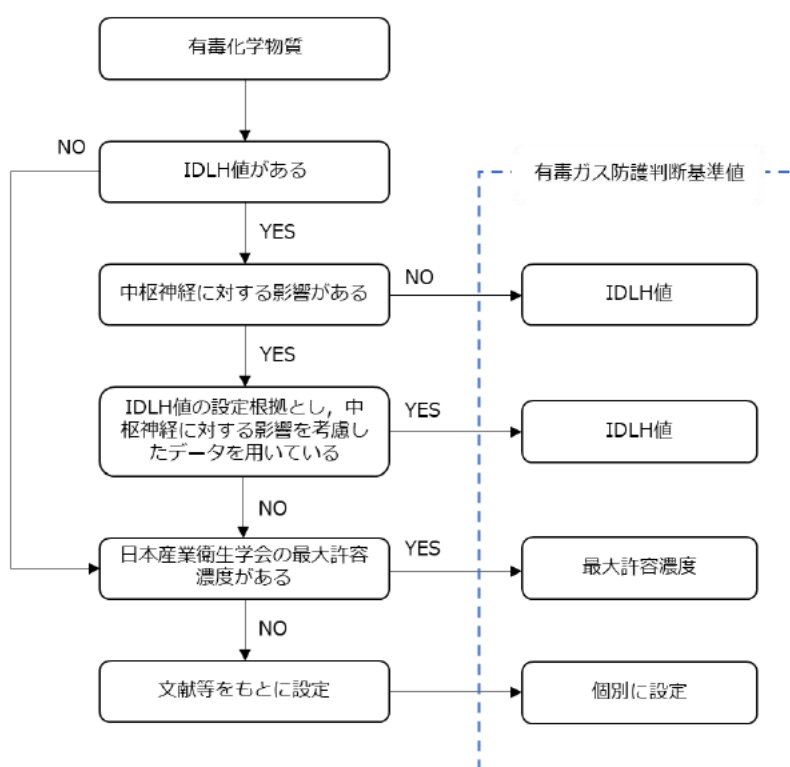 有毒化学物質
NO
IDLH値がある
有毒ガス防護判断基準値
YES
中枢神経に対する影響がある
NO
IDLH値
YES
IDLH値の設定根拠とし，中
枢神経に対する影響を考慮し
たデータを用いている
YES
IDLH値
NO
日本産業衛生学会の最大許容
濃度がある
YES
最大許容濃度
NO
文献等をもとに設定
個別に設定